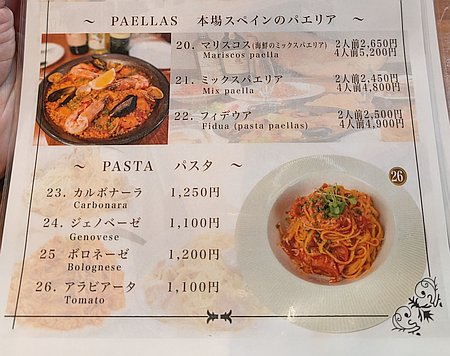 ～ PAELLAS 本場スペインのパエリア ～
20. マリスコス(海鮮のミックスパエリア) 2人前2,650円
Mariscos paella 4人前5,200円
21. ミックスパエリア 2人前2,450円
Mix paella 4人前4,800円
22. フィデウア 2人前2,500円
Fidua (pasta paellas) 4人前4,900円
～ PASTA パスタ ～
23. カルボナーラ 1,250円
Carbonara
24. ジェノベーゼ 1,100円
Genovese
25 ボロネーゼ 1,200円
Bolognese
26. アラビアータ 1,100円
Tomato
26